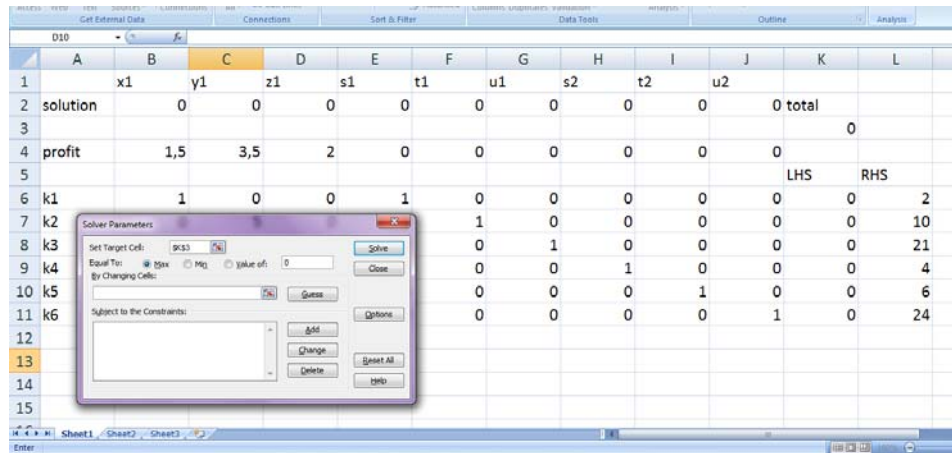 Get External Data Connections Sort & Filter Data Tools Outline Analysis
D10 fx
A B C D E F G H I J K L
1 x1 y1 z1 s1 t1 u1 s2 t2 u2
2 solution 0 0 0 0 0 0 0 0 0 total
3 0
4 profit 1,5 3,5 2 0 0 0 0 0 0
5 LHS RHS
6 k1 1 0 0 1 0 0 0 0 0 0 2
7 k2 1 0 0 0 0 0 10
8 k3 0 1 0 0 0 0 21
9 k4 0 0 1 0 0 0 4
10 k5 0 0 0 1 0 0 6
11 k6 0 0 0 0 1 0 24
12
13
14
15
Solver Parameters
Set Target Cell: $K$3 Solve
Equal To: Max Min Value of: 0 Close
By Changing Cells:
Guess
Subject to the Constraints: Options
Add
Change
Reset All
Delete
Help
Sheet1 Sheet2 Sheet3
Enter